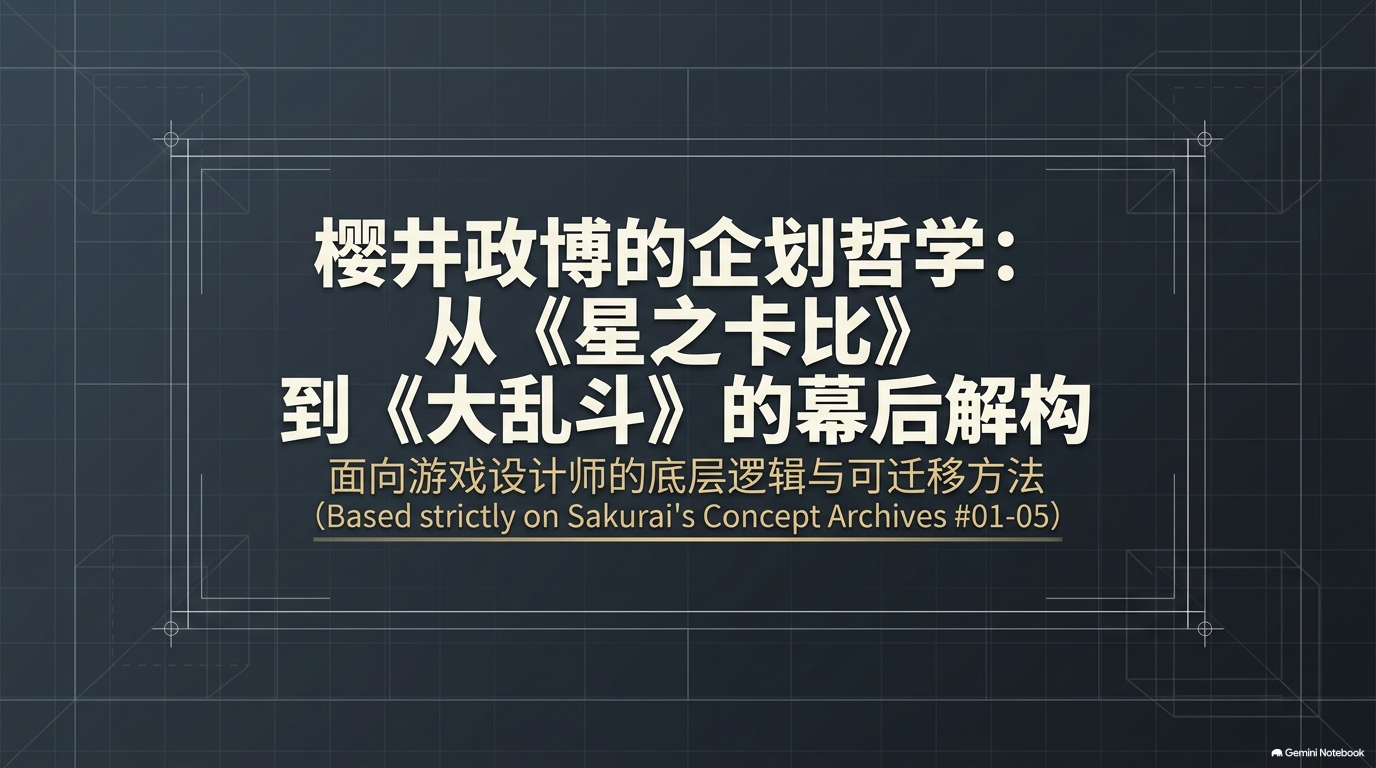 樱井政博的企划哲学：
从《星之卡比》
到《大乱斗》的幕后解构
面向游戏设计师的底层逻辑与可迁移方法
（Based strictly on Sakurai's Concept Archives #01-05）
Gemini Notebook